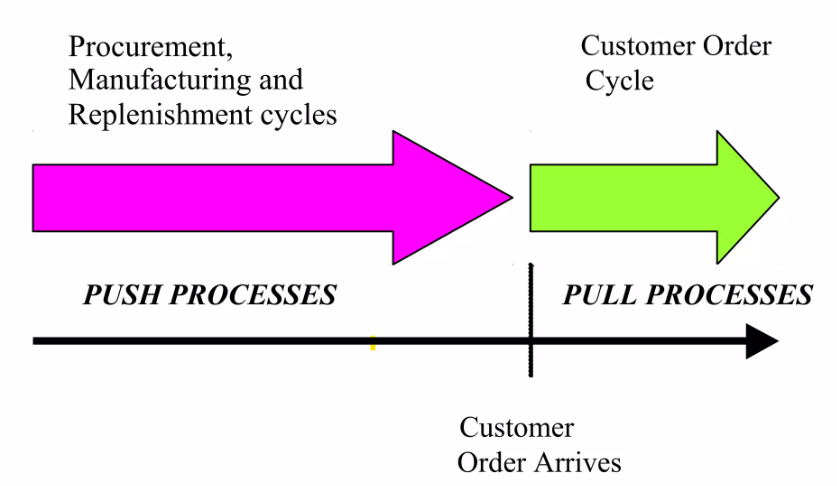 Procurement,
Manufacturing and
Replenishment cycles
Customer Order
Cycle
PUSH PROCESSES
PULL PROCESSES
Customer
Order Arrives